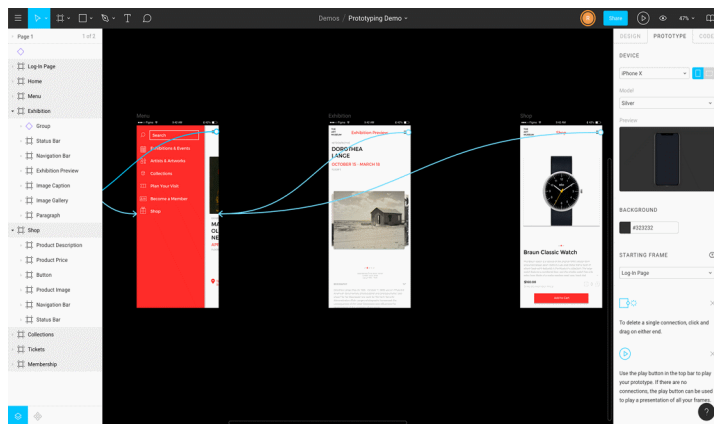 Demos / Prototyping Demo
Share
47%
Page 1
1 of 2
Log-In Page
Home
Menu
Exhibition
Group
Status Bar
Navigation Bar
Exhibition Preview
Image Caption
Image Gallery
Paragraph
Shop
Product Description
Product Price
Button
Product Image
Navigation Bar
Status Bar
Collections
Tickets
Membership
Menu
Search
Exhibitions & Events
Artists & Artworks
Collections
Plan Your Visit
Become a Member
Shop
Exhibition
Exhibition Preview
DOROTHEA
LANGE
OCTOBER 15 - MARCH 16
Shop
Shop
Braun Classic Watch
DESIGN
PROTOTYPE
CODE
DEVICE
iPhone X
Model
Silver
Preview
BACKGROUND
#323232
STARTING FRAME
Log-In Page
To delete a single connection, click and
drag on either end.
Use the play button in the top bar to play
your prototype. If there are no
connections, the play button can be used
to play a presentation of all your frames.
?